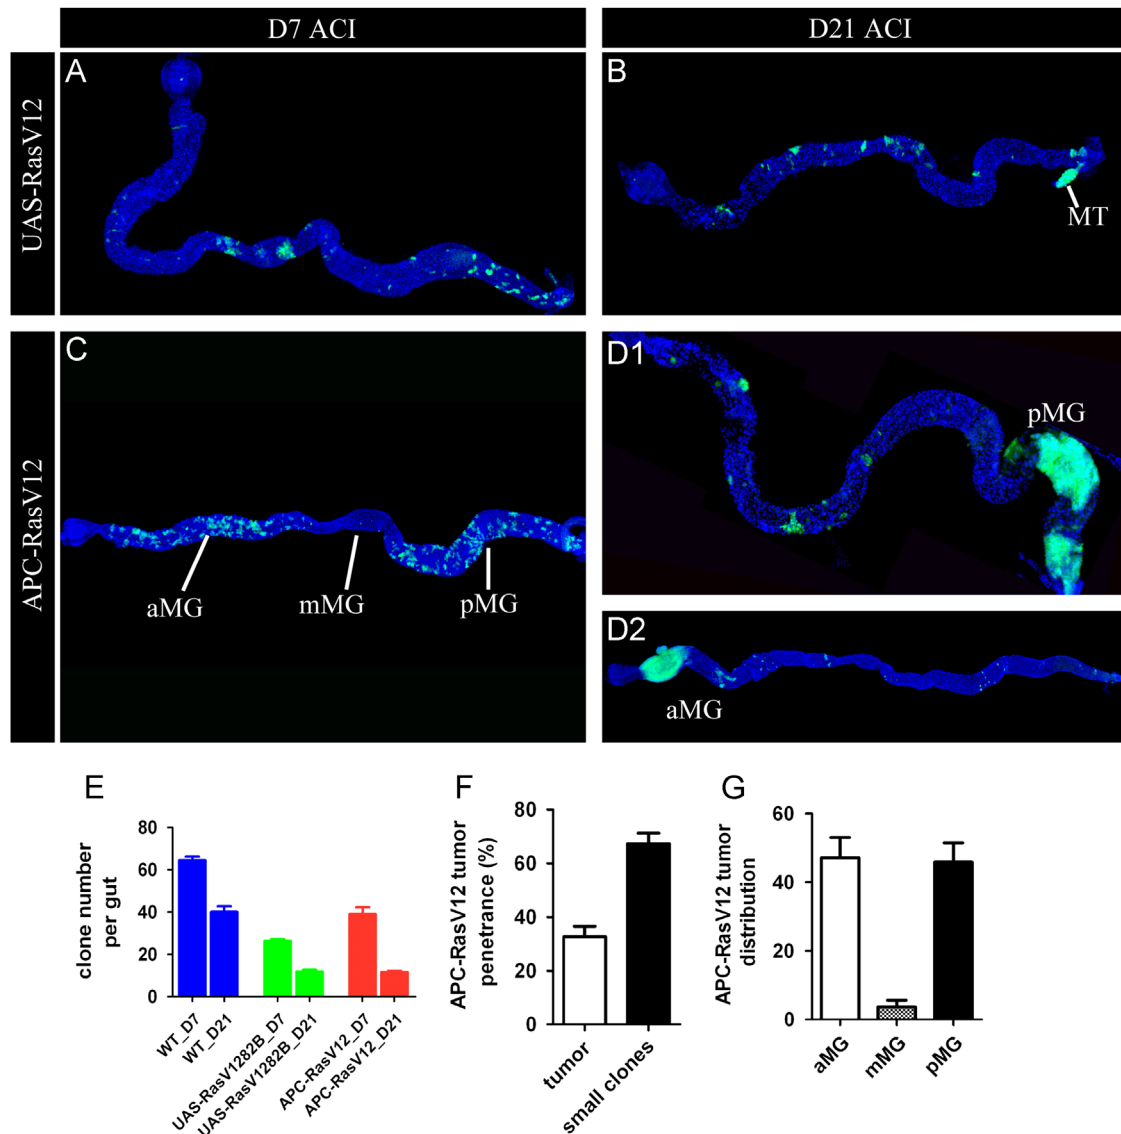 D7 ACI
D21 ACI
UAS-RasV12
A
B
MT
APC-RasV12
C
aMG
mMG
pMG
D1
pMG
D2
aMG
E
clone number
per gut
80
60
40
20
0
WT_D7
WT_D21
UAS-RasV1282B_D7
UAS-RasV1282B_D21
APC-RasV12_D7
APC-RasV12_D21
F
APC-RasV12 tumor
penetrance (%)
80
60
40
20
0
tumor
small clones
G
APC-RasV12 tumor
distribution
60
40
20
0
aMG
mMG
pMG